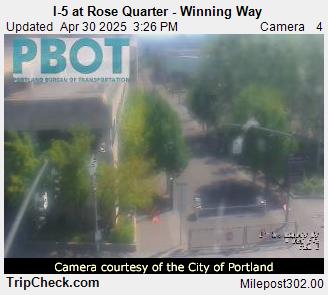 I-5 at Rose Quarter - Winning Way
Updated Apr 30 2025 3:26 PM Camera 4
PBOT
PORTLAND BUREAU OF TRANSPORTATION
Camera courtesy of the City of Portland
TripCheck.com Milepost302.00